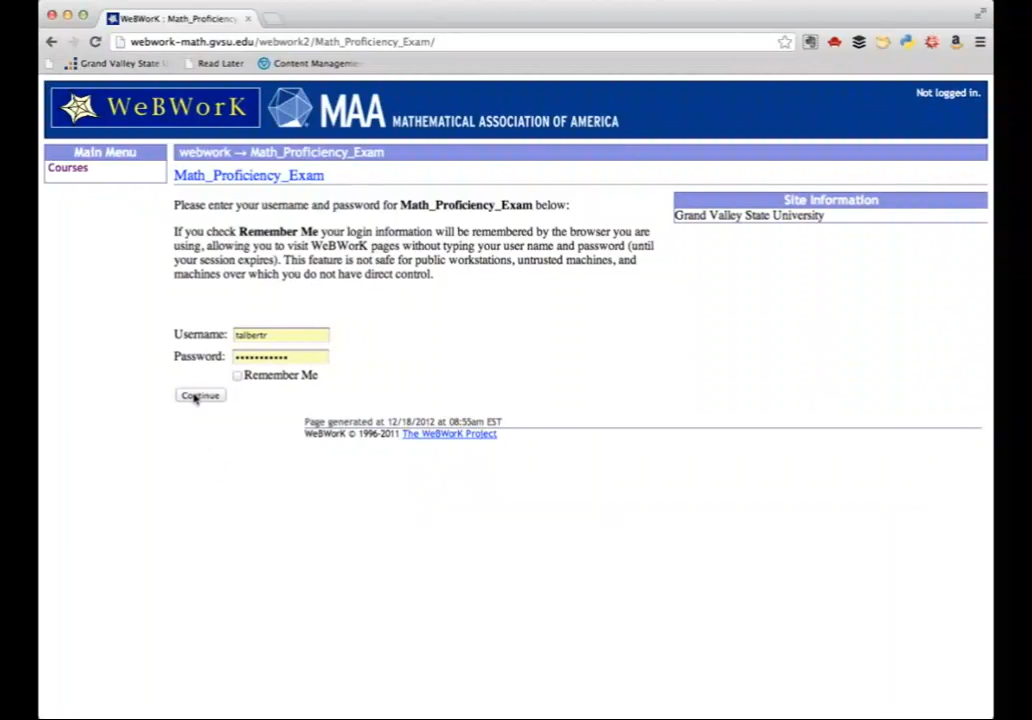 WeBWorK : Math_Proficiency
webwork-math.gvsu.edu/webwork2/Math_Proficiency_Exam/
Grand Valley State U
Read Later
Content Manageme
WeBWorK
MAA MATHEMATICAL ASSOCIATION OF AMERICA
Not logged in.
Main Menu
Courses
webwork → Math_Proficiency_Exam
Math_Proficiency_Exam
Please enter your username and password for Math_Proficiency_Exam below:
If you check Remember Me your login information will be remembered by the browser you are
using, allowing you to visit WeBWorK pages without typing your user name and password (until
your session expires). This feature is not safe for public workstations, untrusted machines, and
machines over which you do not have direct control.
Site Information
Grand Valley State University
Username: talbertr
Password: •••••••••••
Remember Me
Continue
Page generated at 12/18/2012 at 08:55am EST
WeBWorK © 1996-2011 The WeBWorK Project